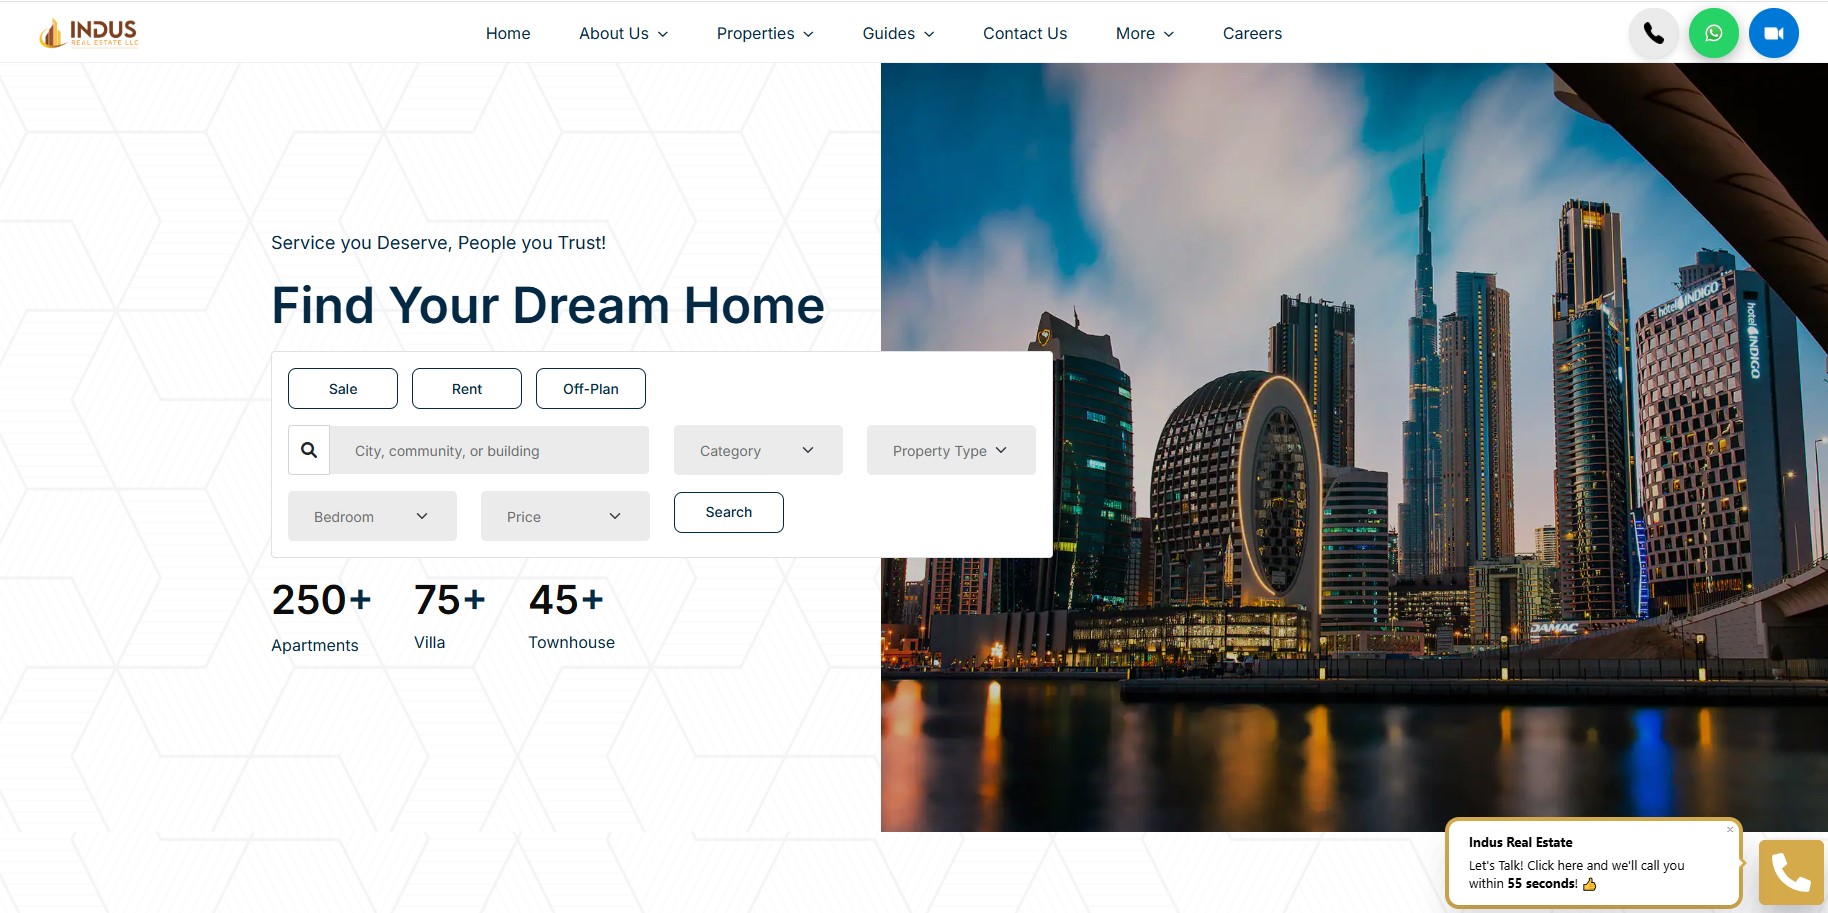 INDUS
REAL ESTATE LLC
Home
About Us
Properties
Guides
Contact Us
More
Careers
Service you Deserve, People you Trust!
Find Your Dream Home
Sale
Rent
Off-Plan
City, community, or building
Category
Property Type
Bedroom
Price
Search
250+
Apartments
75+
Villa
45+
Townhouse
hotel INDIGO
hotel INDIGO
DAMAC
DAMAC
Indus Real Estate
Let's Talk! Click here and we'll call you
within 55 seconds! 👍